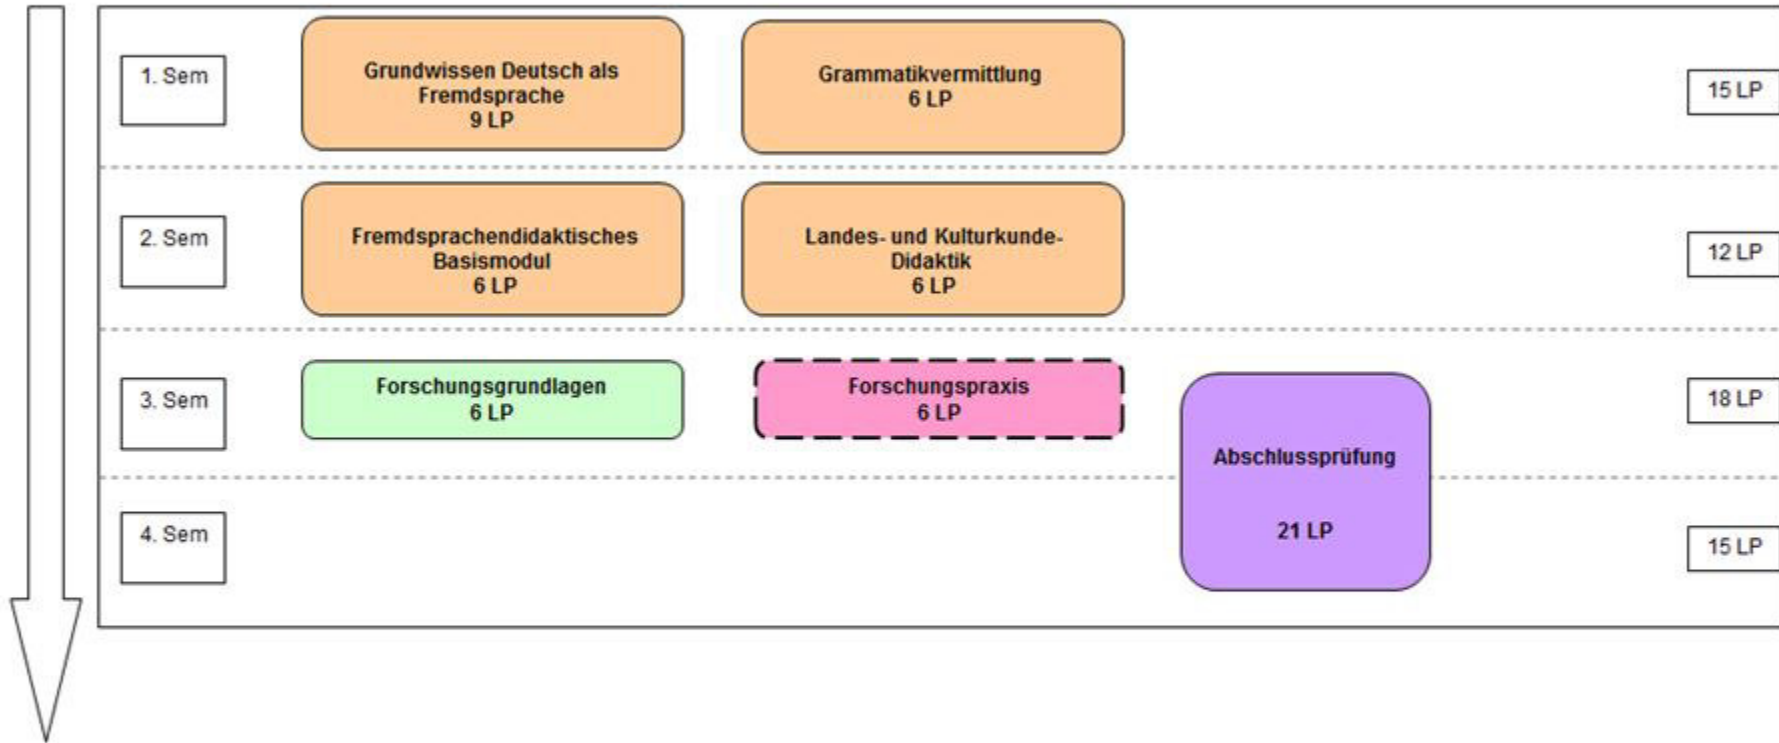 1. Sem
Grundwissen Deutsch als
Fremdsprache
9 LP
Grammatikvermittlung
6 LP
15 LP
2. Sem
Fremdsprachendidaktisches
Basismodul
6 LP
Landes- und Kulturkunde-
Didaktik
6 LP
12 LP
3. Sem
Forschungsgrundlagen
6 LP
Forschungspraxis
6 LP
18 LP
Abschlussprüfung
21 LP
4. Sem
15 LP